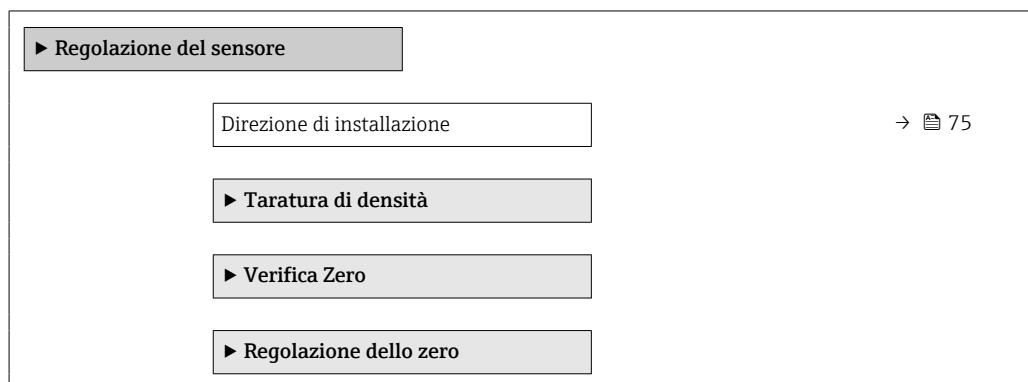 ▶ Regolazione del sensore
Direzione di installazione → 75
▶ Taratura di densità
▶ Verifica Zero
▶ Regolazione dello zero